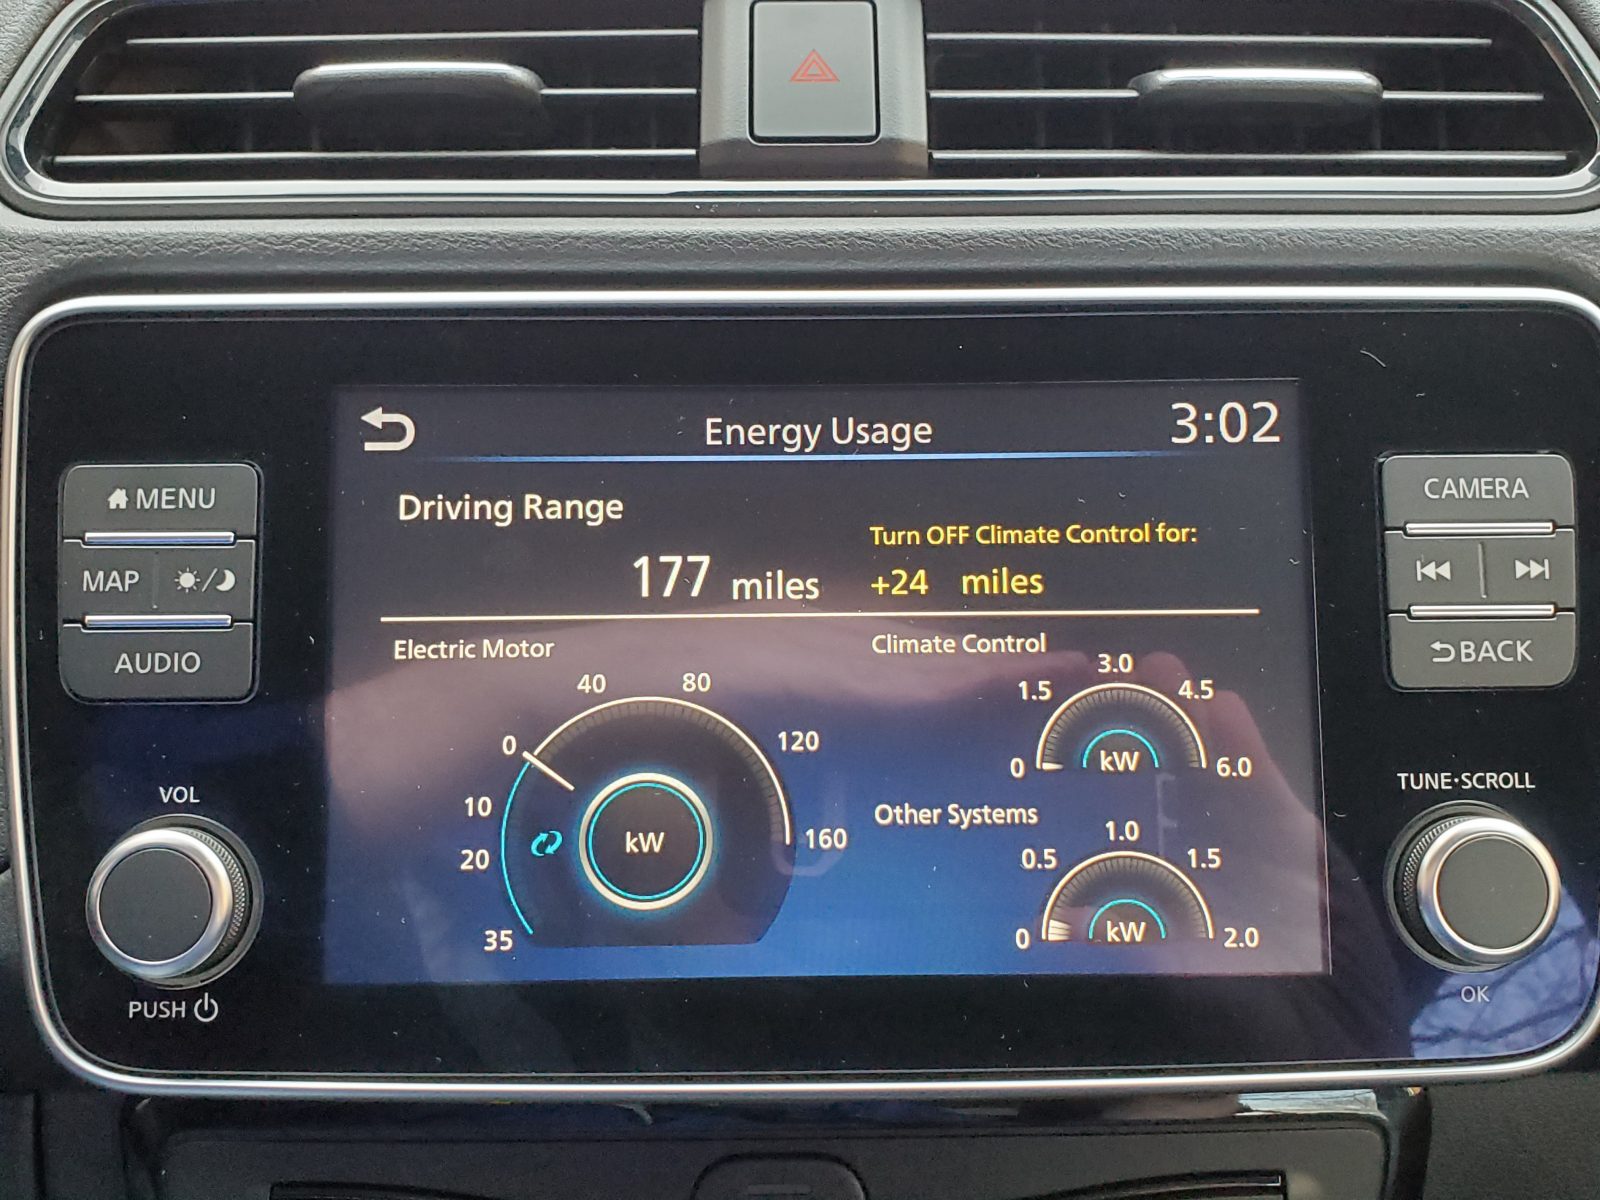 Energy Usage 3:02
MENU
MAP
AUDIO
VOL
PUSH
Driving Range
177 miles
Turn OFF Climate Control for:
+24 miles
Electric Motor
0
40
80
120
160
10
20
35
kW
Climate Control
0
1.5
3.0
4.5
6.0
kW
Other Systems
0
0.5
1.0
1.5
2.0
kW
CAMERA
BACK
TUNE·SCROLL
OK